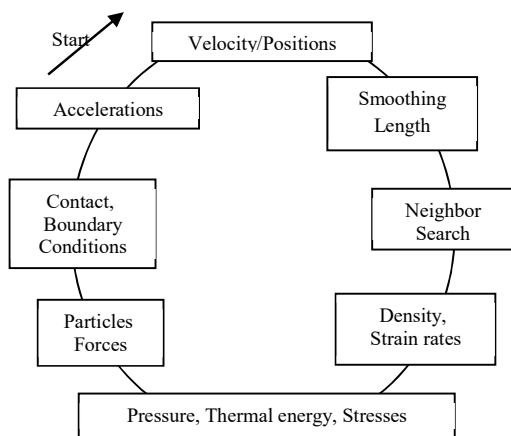 Start
Velocity/Positions
Smoothing
Length
Neighbor
Search
Density,
Strain rates
Pressure, Thermal energy, Stresses
Particles
Forces
Contact,
Boundary
Conditions
Accelerations